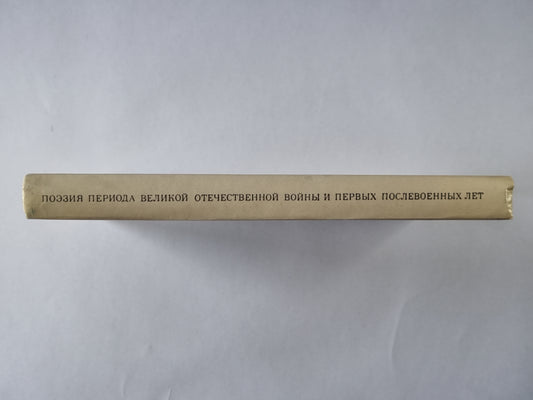 ПОЭЗИЯ ПЕРИОДА ВЕЛИКОЙ ОТЕЧЕСТВЕННОЙ ВОЙНЫ И ПЕРВЫХ ПОСЛЕВОЕННЫХ ЛЕТ